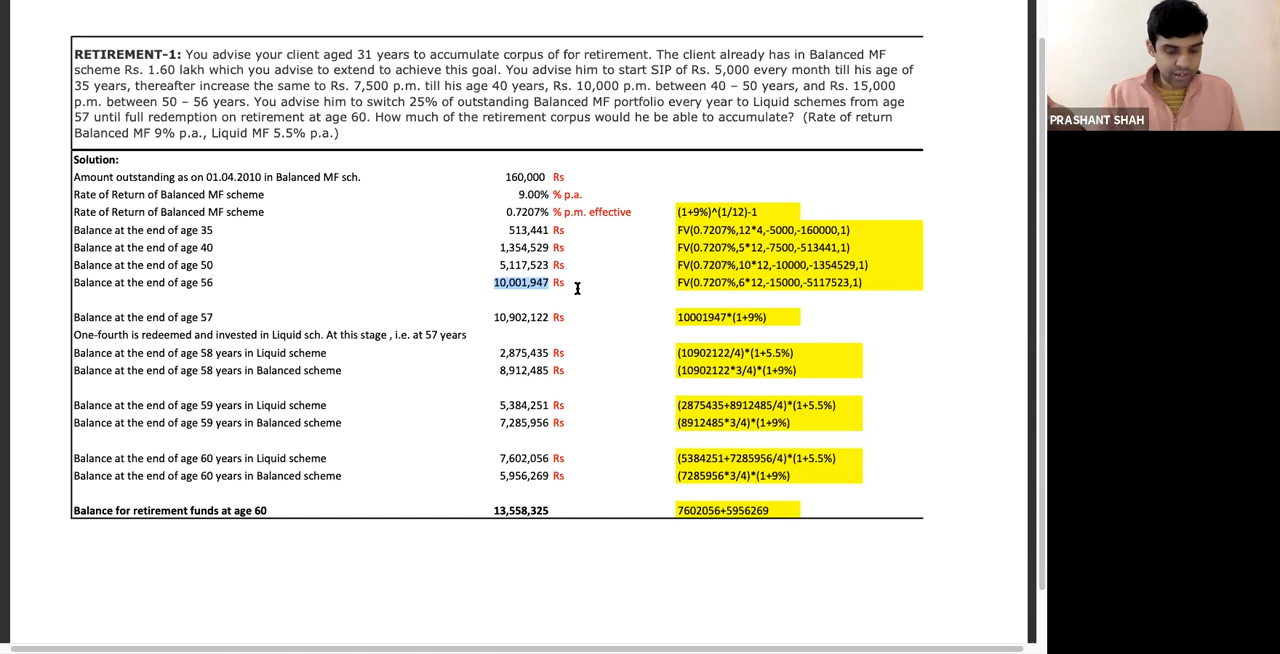 RETIREMENT-1: You advise your client aged 31 years to accumulate corpus of for retirement. The client already has in Balanced MF
scheme Rs. 1.60 lakh which you advise to extend to achieve this goal. You advise him to start SIP of Rs. 5,000 every month till his age of
35 years, thereafter increase the same to Rs. 7,500 p.m. till his age 40 years, Rs. 10,000 p.m. between 40 – 50 years, and Rs. 15,000
p.m. between 50 – 56 years. You advise him to switch 25% of outstanding Balanced MF portfolio every year to Liquid schemes from age
57 until full redemption on retirement at age 60. How much of the retirement corpus would he be able to accumulate? (Rate of return
Balanced MF 9% p.a., Liquid MF 5.5% p.a.)
Solution:
Amount outstanding as on 01.04.2010 in Balanced MF sch. 160,000 Rs
Rate of Return of Balanced MF scheme 9.00% % p.a.
Rate of Return of Balanced MF scheme 0.7207% % p.m. effective (1+9%)^(1/12)-1
Balance at the end of age 35 513,441 Rs FV(0.7207%,12*4,-5000,-160000,1)
Balance at the end of age 40 1,354,529 Rs FV(0.7207%,5*12,-7500,-513441,1)
Balance at the end of age 50 5,117,523 Rs FV(0.7207%,10*12,-10000,-1354529,1)
Balance at the end of age 56 10,001,947 Rs FV(0.7207%,6*12,-15000,-5117523,1)
Balance at the end of age 57 10,902,122 Rs 10001947*(1+9%)
One-fourth is redeemed and invested in Liquid sch. At this stage , i.e. at 57 years
Balance at the end of age 58 years in Liquid scheme 2,875,435 Rs (10902122/4)*(1+5.5%)
Balance at the end of age 58 years in Balanced scheme 8,912,485 Rs (10902122*3/4)*(1+9%)
Balance at the end of age 59 years in Liquid scheme 5,384,251 Rs (2875435+8912485/4)*(1+5.5%)
Balance at the end of age 59 years in Balanced scheme 7,285,956 Rs (8912485*3/4)*(1+9%)
Balance at the end of age 60 years in Liquid scheme 7,602,056 Rs (5384251+7285956/4)*(1+5.5%)
Balance at the end of age 60 years in Balanced scheme 5,956,269 Rs (7285956*3/4)*(1+9%)
Balance for retirement funds at age 60 13,558,325 7602056+5956269
PRASHANT SHAH